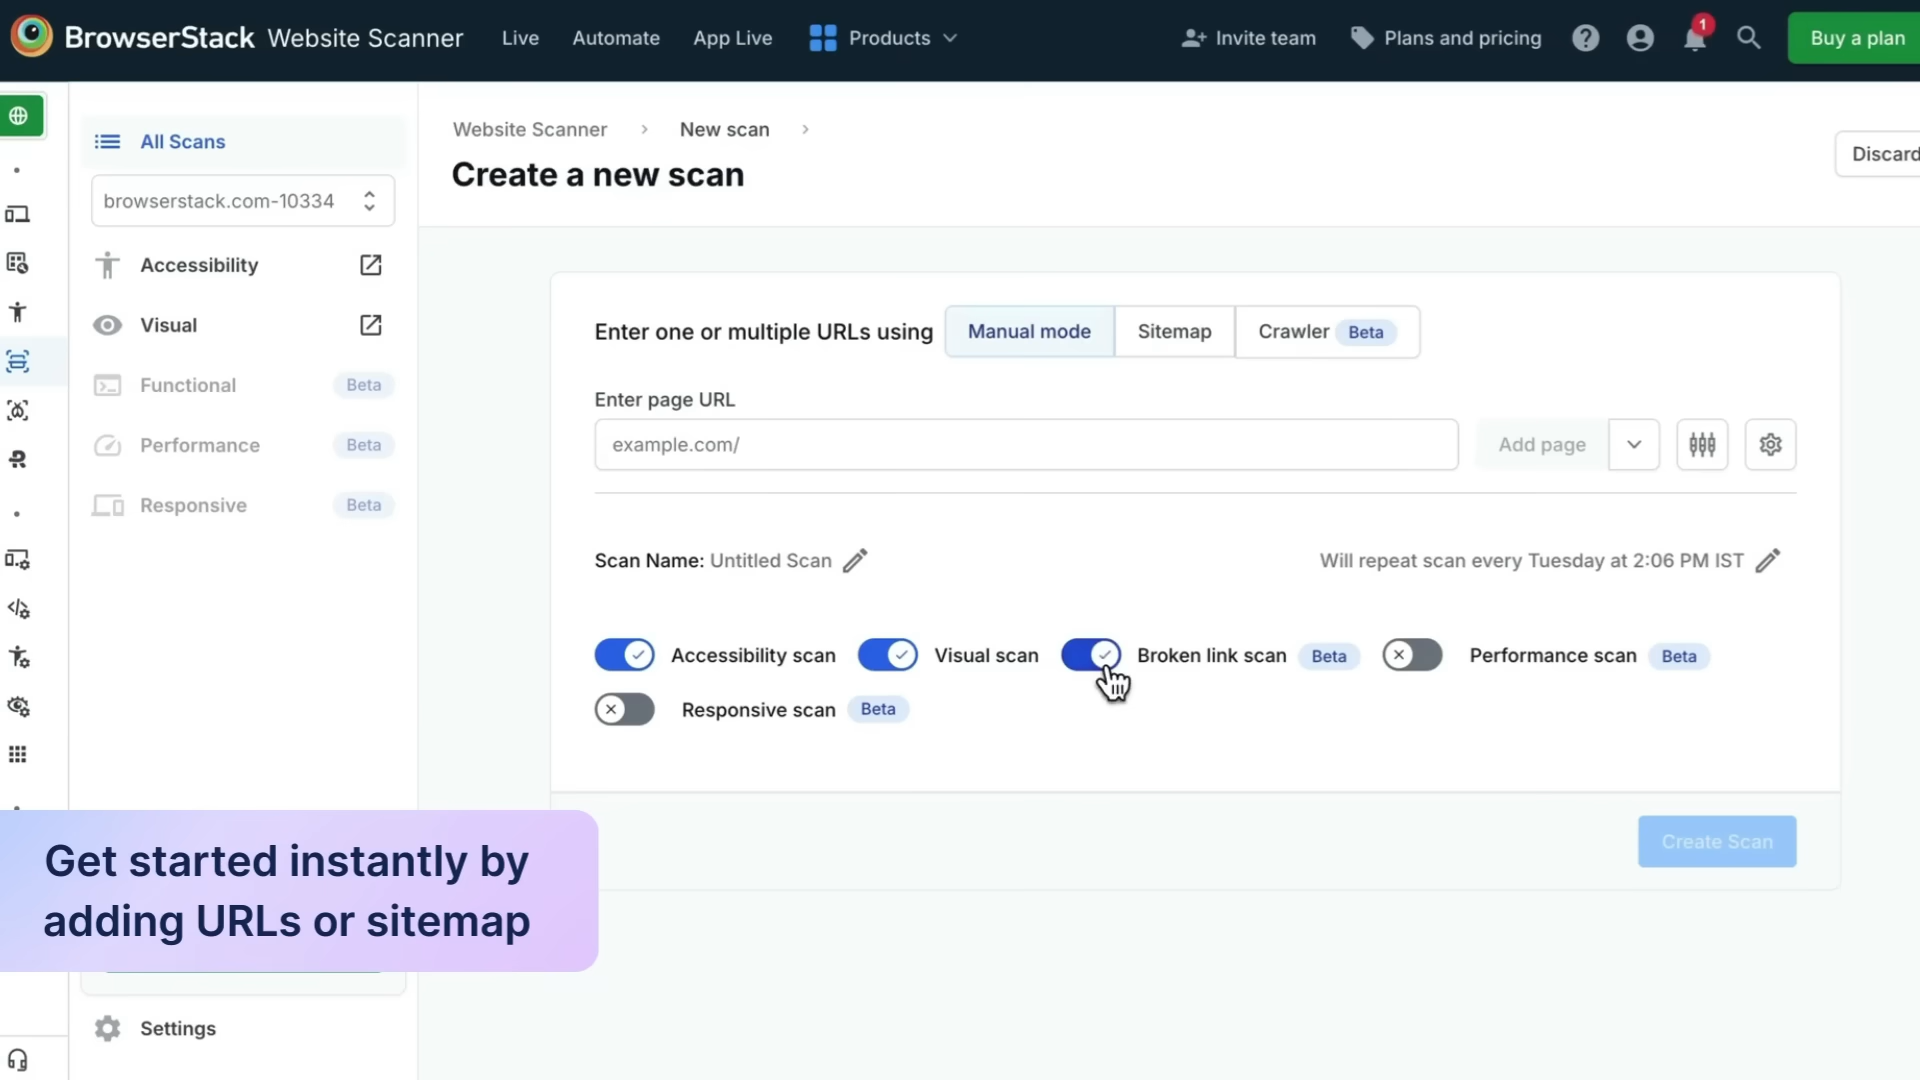 BrowserStack Website Scanner Live Automate App Live Products Invite team Plans and pricing 1 Buy a plan
All Scans
browserstack.com-10334
Accessibility
Visual
Functional Beta
Performance Beta
Responsive Beta
Website Scanner New scan
Create a new scan
Discard
Enter one or multiple URLs using Manual mode Sitemap Crawler Beta
Enter page URL
example.com/ Add page
Scan Name: Untitled Scan Will repeat scan every Tuesday at 2:06 PM IST
Accessibility scan Visual scan Broken link scan Beta Performance scan Beta
Responsive scan Beta
Create Scan
Get started instantly by
adding URLs or sitemap
Settings